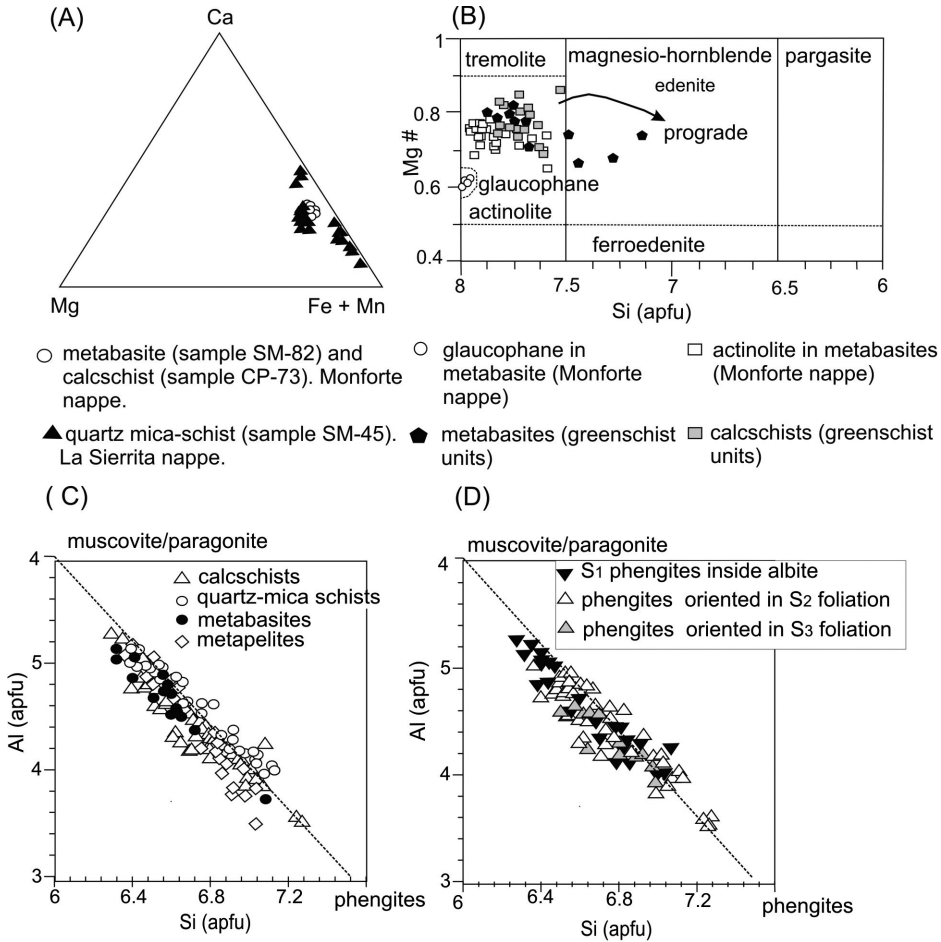 (A)
Ca
Mg
Fe + Mn
(B)
1
0.8
0.6
0.4
Mg #
tremolite
magnesio-hornblende
pargasite
edenite
prograde
glaucophane
actinolite
ferroedenite
8
7.5
7
6.5
6
Si (apfu)
metabasite (sample SM-82) and
calcschist (sample CP-73). Monforte
nappe.
quartz mica-schist (sample SM-45).
La Sierrita nappe.
glaucophane in
metabasite (Monforte
nappe)
actinolite in metabasites
(Monforte nappe)
metabasites (greenschist
units)
calcschists (greenschist
units)
( C)
muscovite/paragonite
4
5
4
3
Al (apfu)
calcschists
quartz-mica schists
metabasites
metapelites
6
6.4
6.8
7.2
phengites
Si (apfu)
(D)
muscovite/paragonite
4
5
4
3
Al (apfu)
S1 phengites inside albite
phengites oriented in S2 foliation
phengites oriented in S3 foliation
6
6.4
6.8
7.2
phengites
Si (apfu)